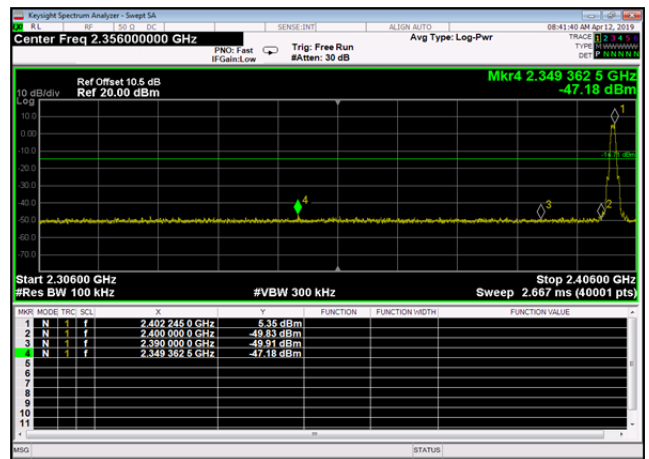 Keysight Spectrum Analyzer - Swept SA
RL RF 50 Ω DC SENSE:INT ALIGN AUTO 08:41:40 AM Apr 12, 2019
Center Freq 2.356000000 GHz Avg Type: Log-Pwr TRACE 1 2 3 4 5 6
PNO: Fast Trig: Free Run TYPE M W W W W W
IFGain:Low #Atten: 30 dB DET P N N N N N
Mkr4 2.349 362 5 GHz
-47.18 dBm
Ref Offset 10.5 dB
10 dB/div Ref 20.00 dBm
Log
1
10.0
0.00
-10.0
-14.71 dBm
-20.0
-30.0
-40.0
4 3 2
-50.0
-60.0
-70.0
Start 2.30600 GHz Stop 2.40600 GHz
#Res BW 100 kHz #VBW 300 kHz Sweep 2.667 ms (40001 pts)
MKR MODE TRC SCL X Y FUNCTION FUNCTION WIDTH FUNCTION VALUE
1 N 1 f 2.402 245 0 GHz 5.35 dBm
2 N 1 f 2.400 000 0 GHz -49.83 dBm
3 N 1 f 2.390 000 0 GHz -49.91 dBm
4 N 1 f 2.349 362 5 GHz -47.18 dBm
5
6
7
8
9
10
11
MSG STATUS